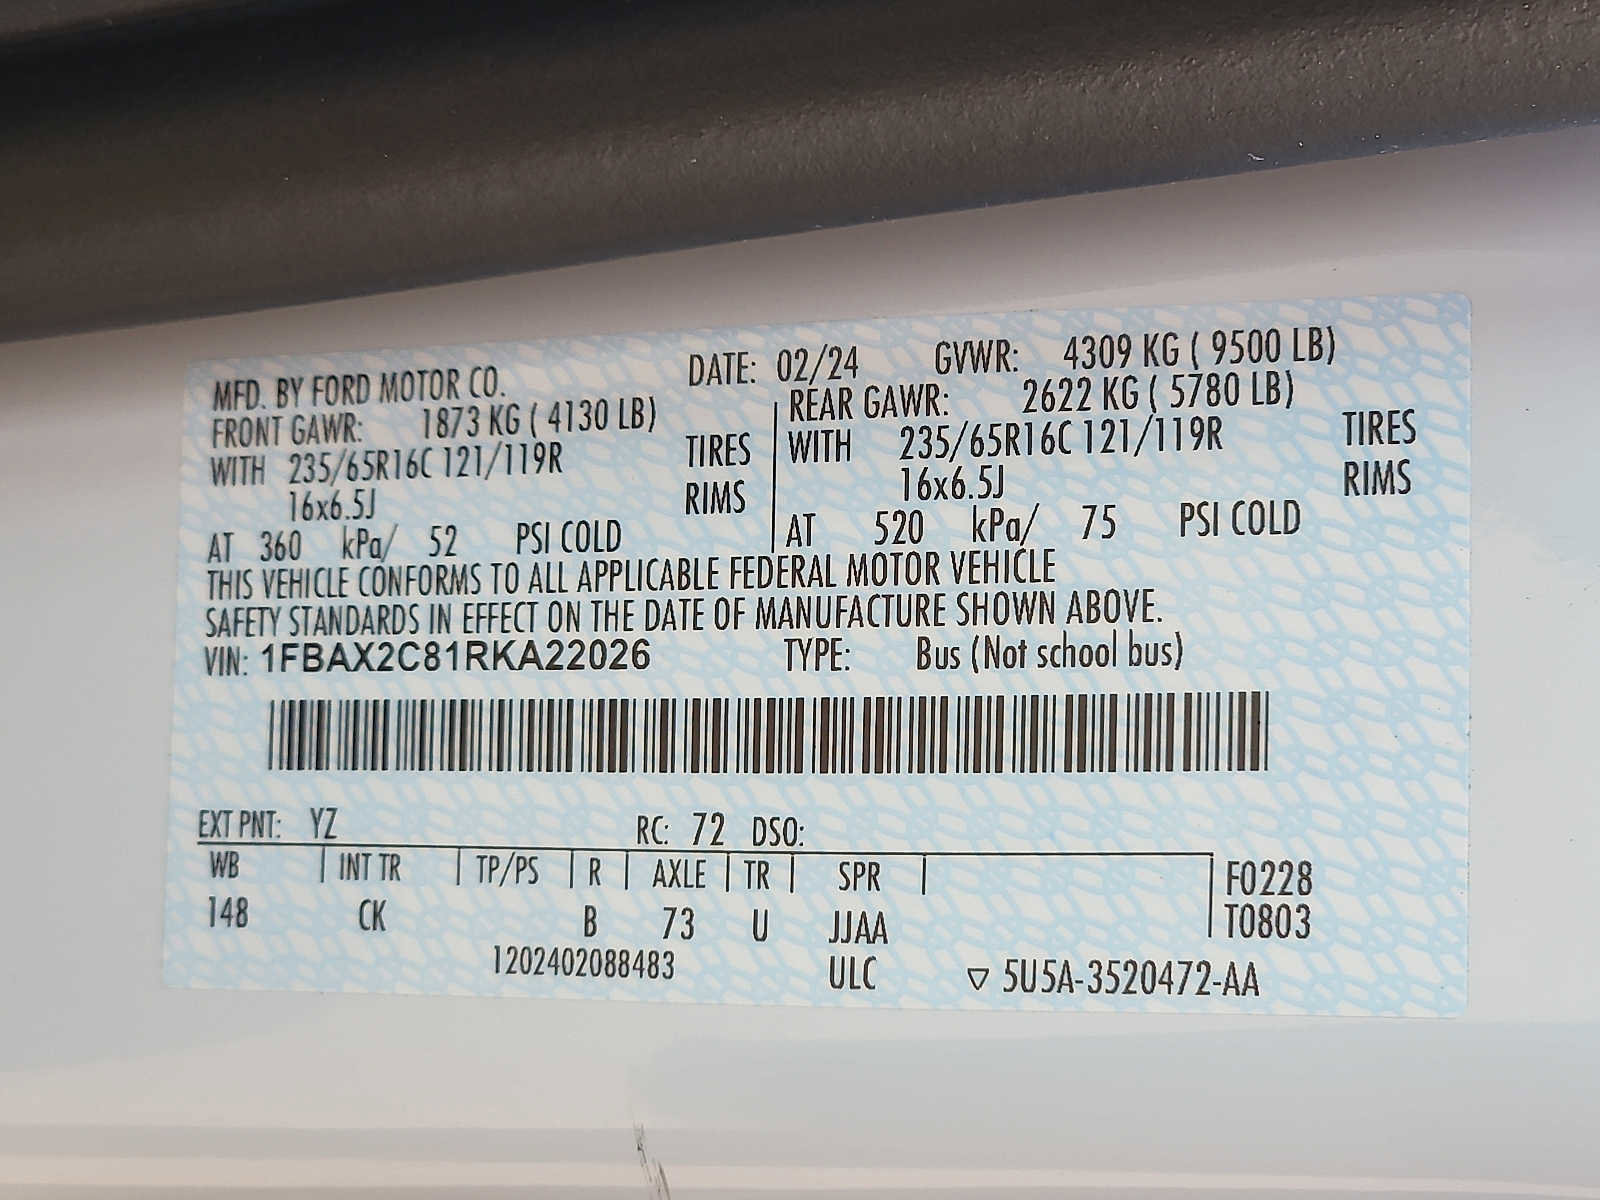 MFD. BY FORD MOTOR CO. DATE: 02/24 GVWR: 4309 KG ( 9500 LB)
FRONT GAWR: 1873 KG ( 4130 LB)
WITH 235/65R16C 121/119R TIRES
16x6.5J RIMS
AT 360 kPa/ 52 PSI COLD
REAR GAWR: 2622 KG ( 5780 LB)
WITH 235/65R16C 121/119R TIRES
16x6.5J RIMS
AT 520 kPa/ 75 PSI COLD
THIS VEHICLE CONFORMS TO ALL APPLICABLE FEDERAL MOTOR VEHICLE
SAFETY STANDARDS IN EFFECT ON THE DATE OF MANUFACTURE SHOWN ABOVE.
VIN: 1FBAX2C81RKA22026 TYPE: Bus (Not school bus)
EXT PNT: YZ RC: 72 DSO:
WB INT TR TP/PS R AXLE TR SPR F0228
148 CK B 73 U JJAA T0803
1202402088483 ULC ▽ 5U5A-3520472-AA